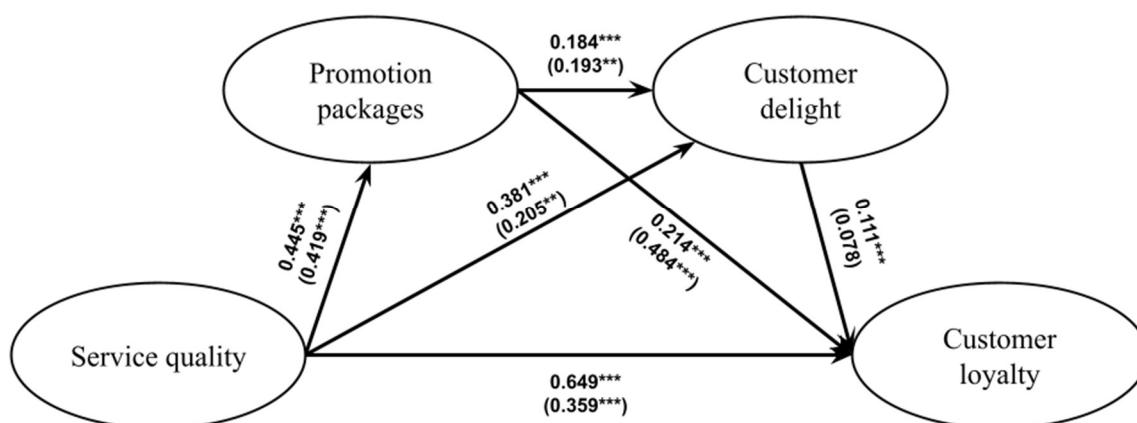 Promotion
packages
0.184***
(0.193**)
Customer
delight
0.445***
(0.419***)
0.381***
(0.205**)
0.214***
(0.484***)
0.111***
(0.078)
Service quality
Customer
loyalty
0.649***
(0.359***)